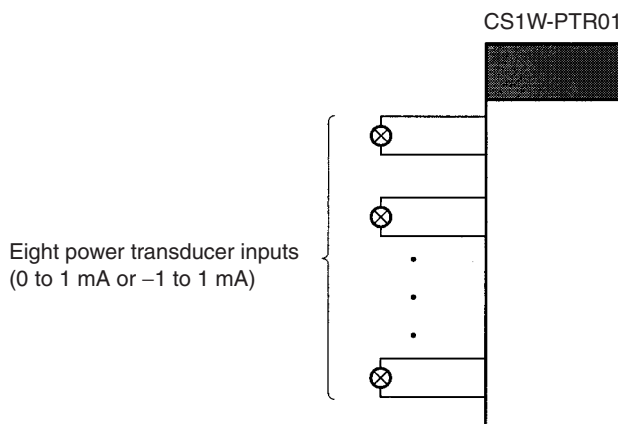 CS1W-PTR01
Eight power transducer inputs
(0 to 1 mA or –1 to 1 mA)